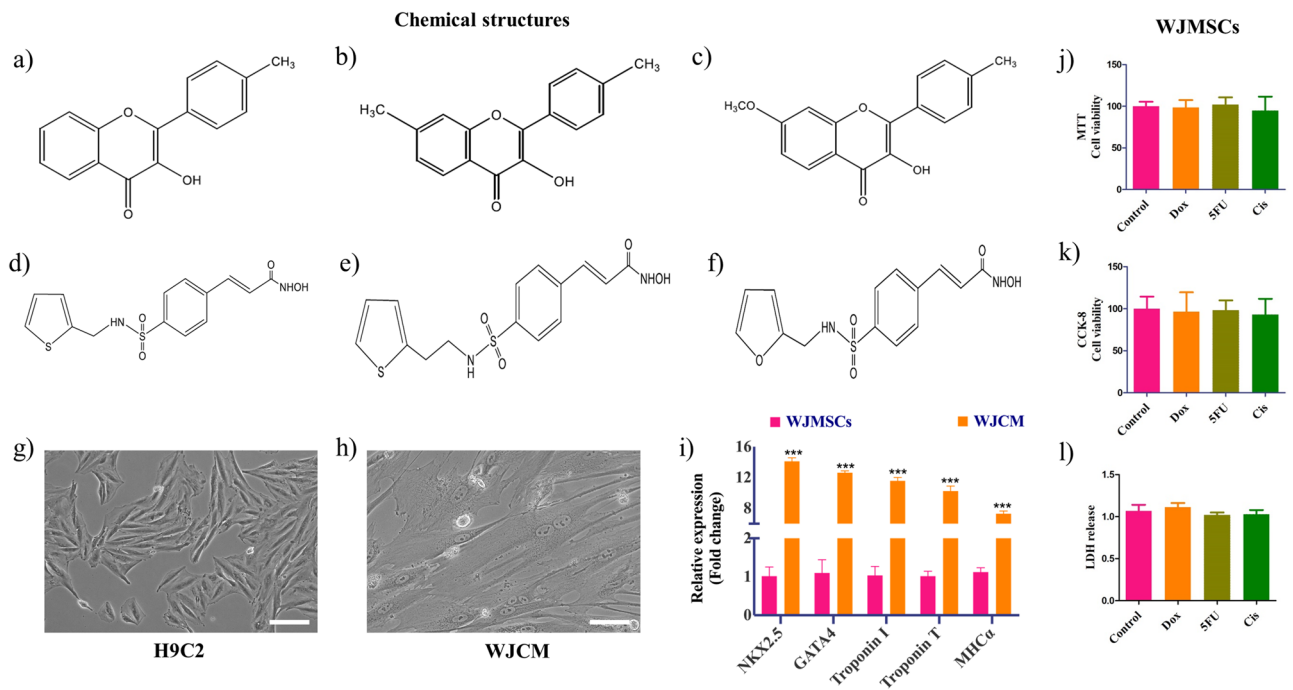 Chemical structures
WJMSCs
a)
CH₃
O
OH
O
b)
CH₃
H₃C
O
OH
O
c)
CH₃
H₃CO
O
OH
O
j)
MTT
Cell viability
150
100
50
0
Control
Dox
5FU
Cis
d)
O
NHOH
HN
O
S
O
S
e)
O
NHOH
O
S
O
N
H
S
f)
O
NHOH
O
HN
S
O
O
k)
CCK-8
Cell viability
150
100
50
0
Control
Dox
5FU
Cis
g)
H9C2
h)
WJCM
i)
WJMSCs
WJCM
Relative expression
(Fold change)
16
12
8
2
1
0
***
***
***
***
***
NKX2.5
GATA4
Troponin I
Troponin T
MHCα
l)
LDH release
1.5
1.0
0.5
0.0
Control
Dox
5FU
Cis